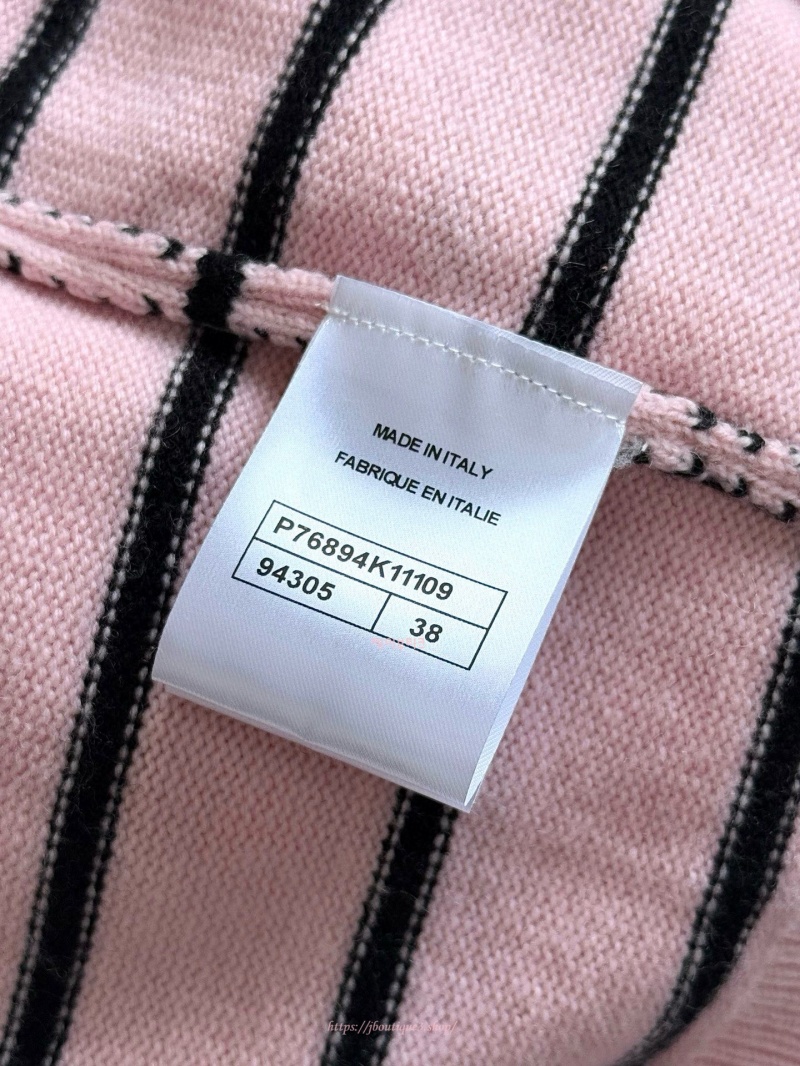 MADE IN ITALY
FABRIQUE EN ITALIE
P76894K11109
94305
38